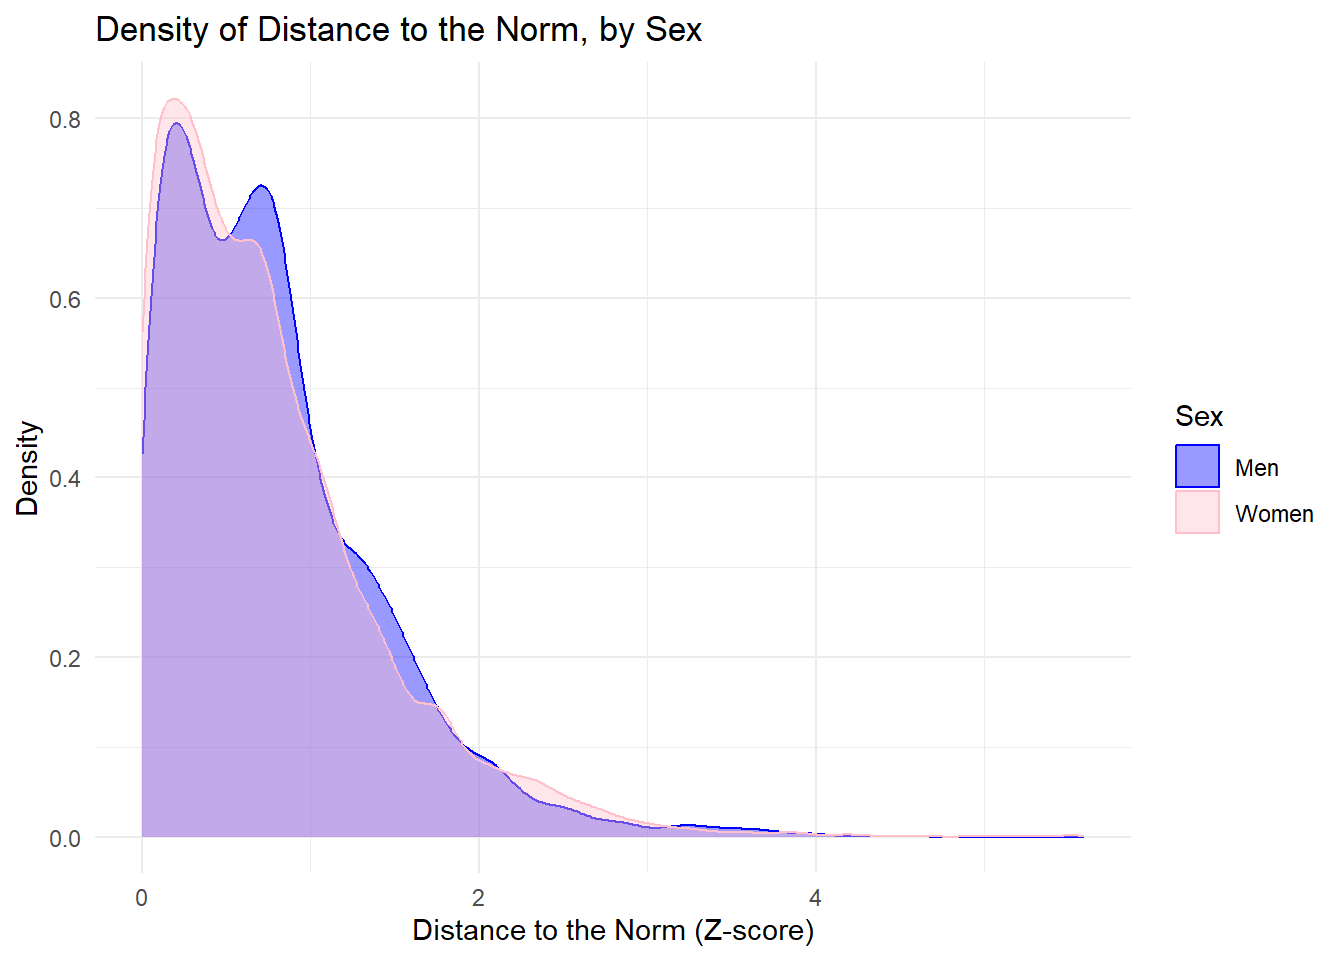 Density of Distance to the Norm, by Sex
0.8
0.6
0.4
0.2
0.0
Density
0
2
4
Distance to the Norm (Z-score)
Sex
Men
Women